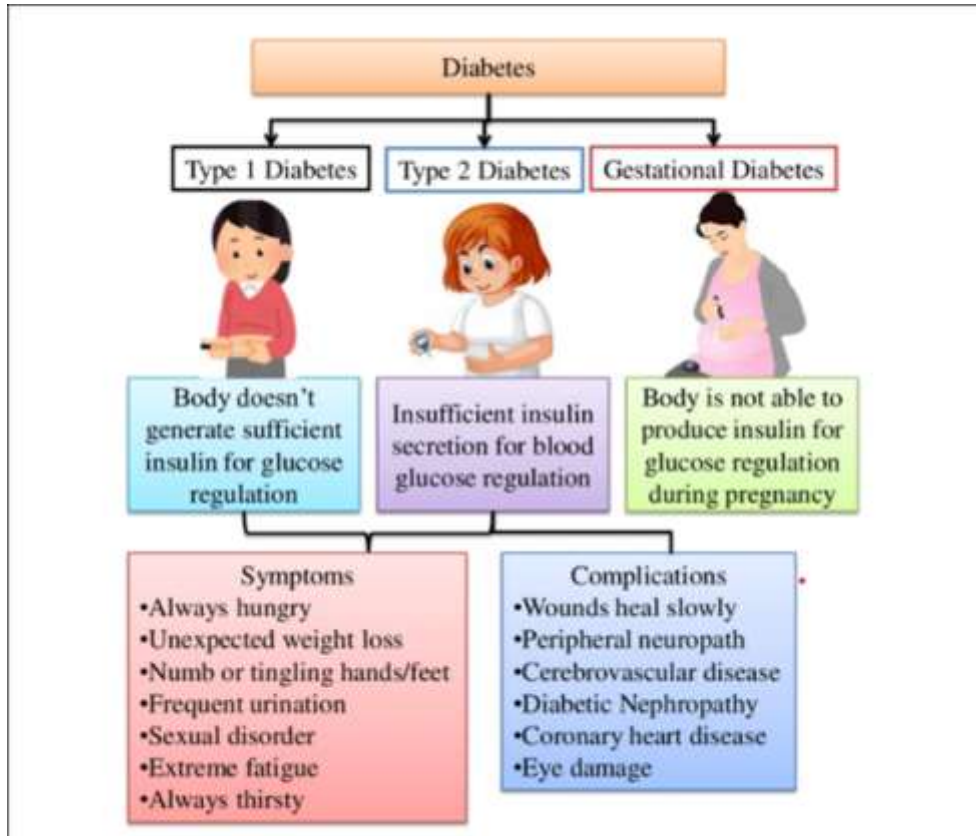 Diabetes
Type 1 Diabetes
Type 2 Diabetes
Gestational Diabetes
Body doesn't
generate sufficient
insulin for glucose
regulation
Insufficient insulin
secretion for blood
glucose regulation
Body is not able to
produce insulin for
glucose regulation
during pregnancy
Symptoms
•Always hungry
•Unexpected weight loss
•Numb or tingling hands/feet
•Frequent urination
•Sexual disorder
•Extreme fatigue
•Always thirsty
Complications
•Wounds heal slowly
•Peripheral neuropath
•Cerebrovascular disease
•Diabetic Nephropathy
•Coronary heart disease
•Eye damage